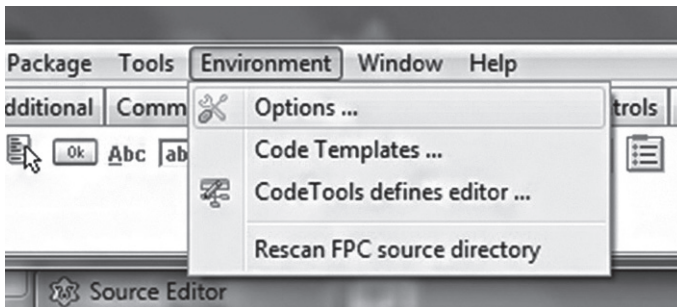 Package Tools Environment Window Help
dditional Comm trols
Options ...
Ok Abc ab
Code Templates ...
CodeTools defines editor ...
Rescan FPC source directory
Source Editor